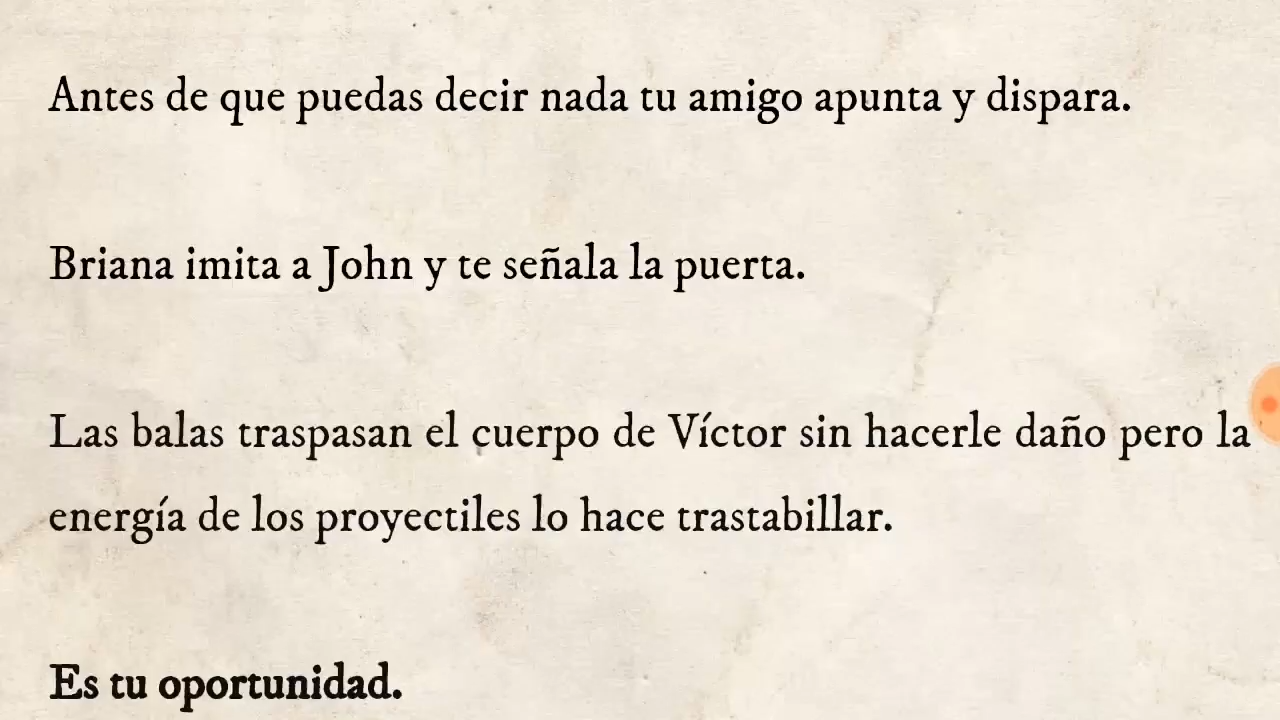 Antes de que puedas decir nada tu amigo apunta y dispara.
Briana imita a John y te señala la puerta.
Las balas traspasan el cuerpo de Víctor sin hacerle daño pero la
energía de los proyectiles lo hace trastabillar.
Es tu oportunidad.